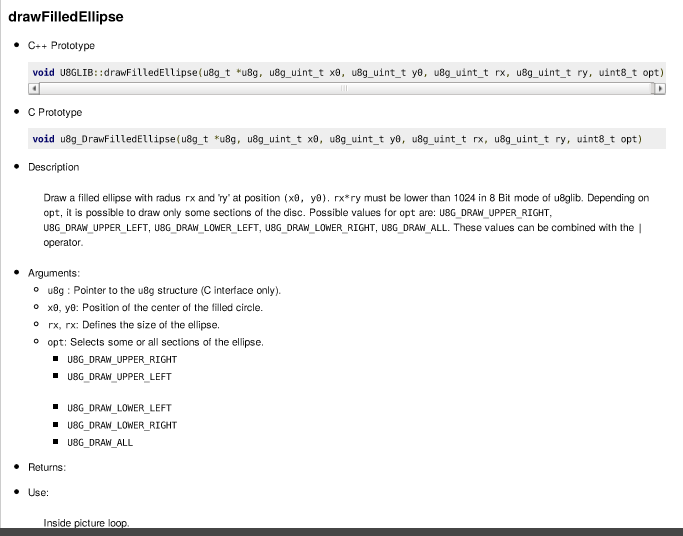 drawFilledEllipse
C++ Prototype
void U8GLIB::drawFilledEllipse(u8g_t *u8g, u8g_uint_t x0, u8g_uint_t y0, u8g_uint_t rx, u8g_uint_t ry, uint8_t opt)
C Prototype
void u8g_DrawFilledEllipse(u8g_t *u8g, u8g_uint_t x0, u8g_uint_t y0, u8g_uint_t rx, u8g_uint_t ry, uint8_t opt)
Description
Draw a filled ellipse with radus rx and 'ry' at position (x0, y0). rx*ry must be lower than 1024 in 8 Bit mode of u8glib. Depending on
opt, it is possible to draw only some sections of the disc. Possible values for opt are: U8G_DRAW_UPPER_RIGHT,
U8G_DRAW_UPPER_LEFT, U8G_DRAW_LOWER_LEFT, U8G_DRAW_LOWER_RIGHT, U8G_DRAW_ALL. These values can be combined with the |
operator.
Arguments:
u8g : Pointer to the u8g structure (C interface only).
x0, y0: Position of the center of the filled circle.
rx, rx: Defines the size of the ellipse.
opt: Selects some or all sections of the ellipse.
U8G_DRAW_UPPER_RIGHT
U8G_DRAW_UPPER_LEFT
U8G_DRAW_LOWER_LEFT
U8G_DRAW_LOWER_RIGHT
U8G_DRAW_ALL
Returns:
Use:
Inside picture loop.